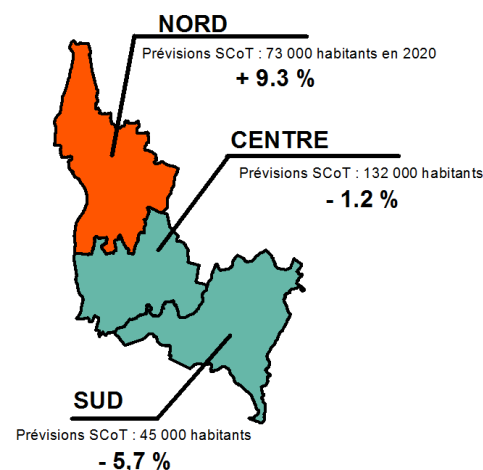 NORD
Prévisions SCoT : 73 000 habitants en 2020
+ 9.3 %
CENTRE
Prévisions SCoT : 132 000 habitants
- 1.2 %
SUD
Prévisions SCoT : 45 000 habitants
- 5,7 %